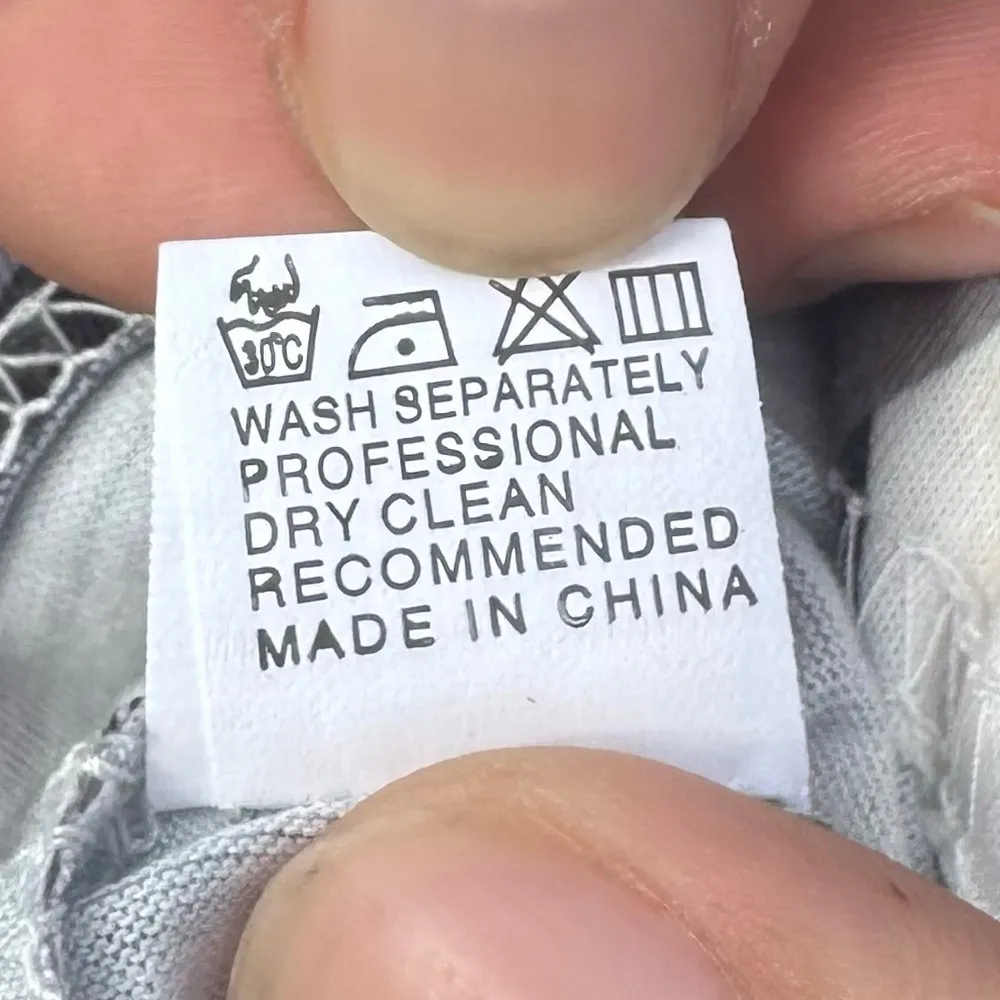 30°C
WASH SEPARATELY
PROFESSIONAL
DRY CLEAN
RECOMMENDED
MADE IN CHINA